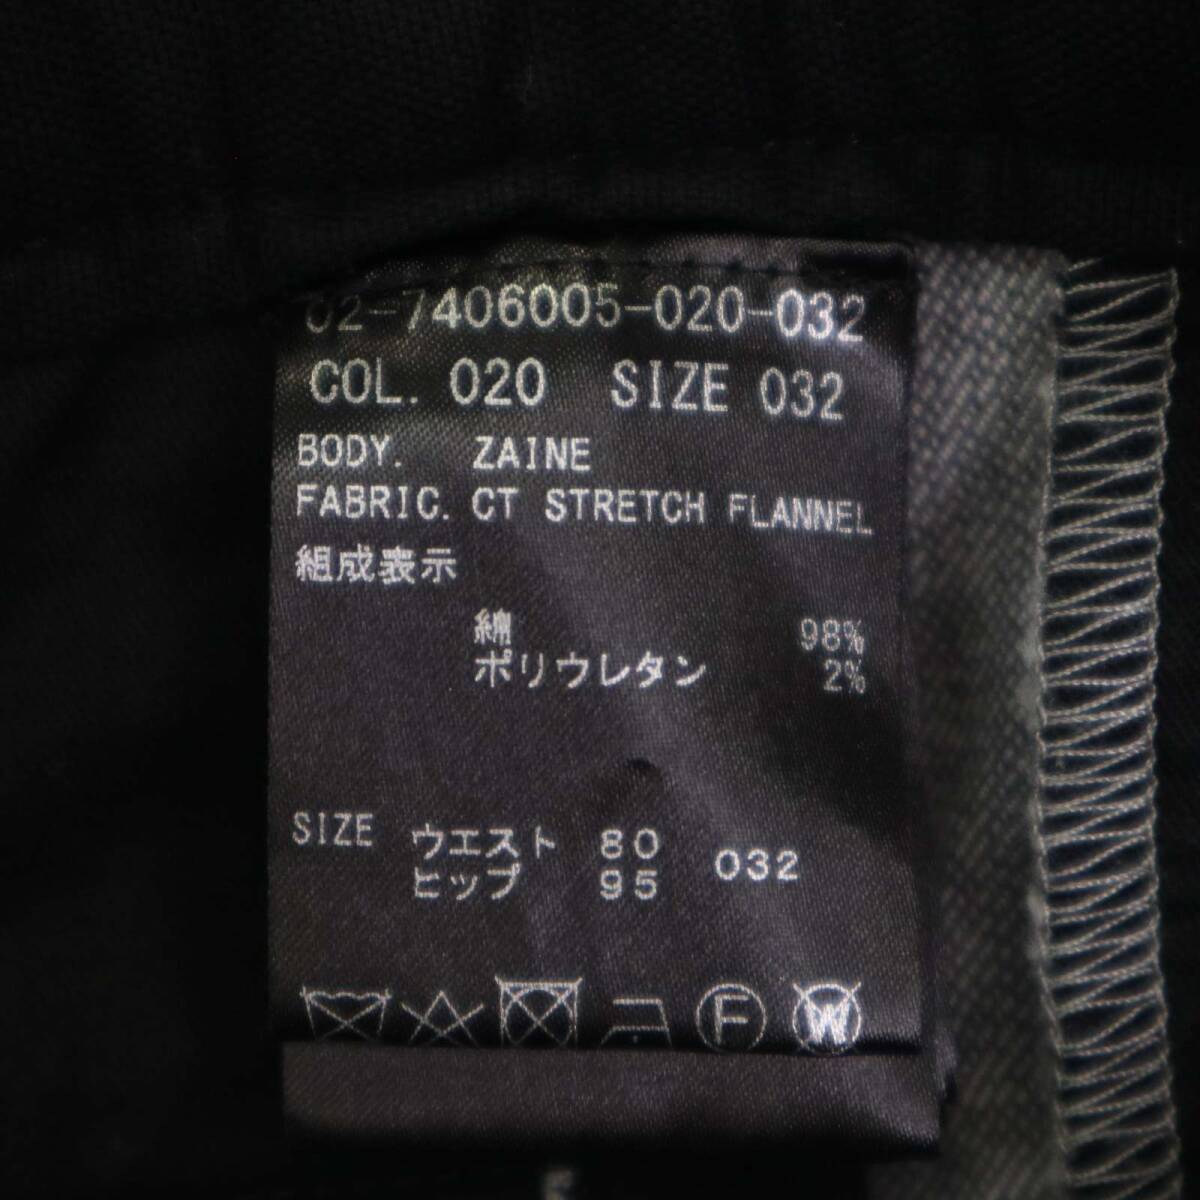 02-7406005-020-032
COL. 020 SIZE 032
BODY. ZAINE
FABRIC. CT STRETCH FLANNEL
組成表示
綿 98%
ポリウレタン 2%
SIZE ウエスト 80 032
ヒップ 95
F W